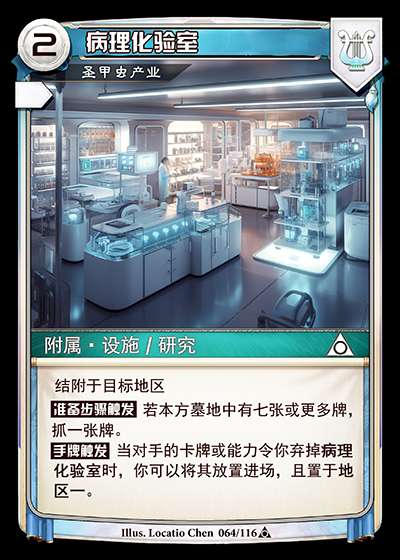 2
病理化验室
圣甲虫产业
附属·设施 / 研究
结附于目标地区
准备步骤触发 若本方墓地中有七张或更多牌，
抓一张牌。
手牌触发 当对手的卡牌或能力令你弃掉病理
化验室时，你可以将其放置进场，且置于地
区一。
Illus. Locatio Chen 064/116